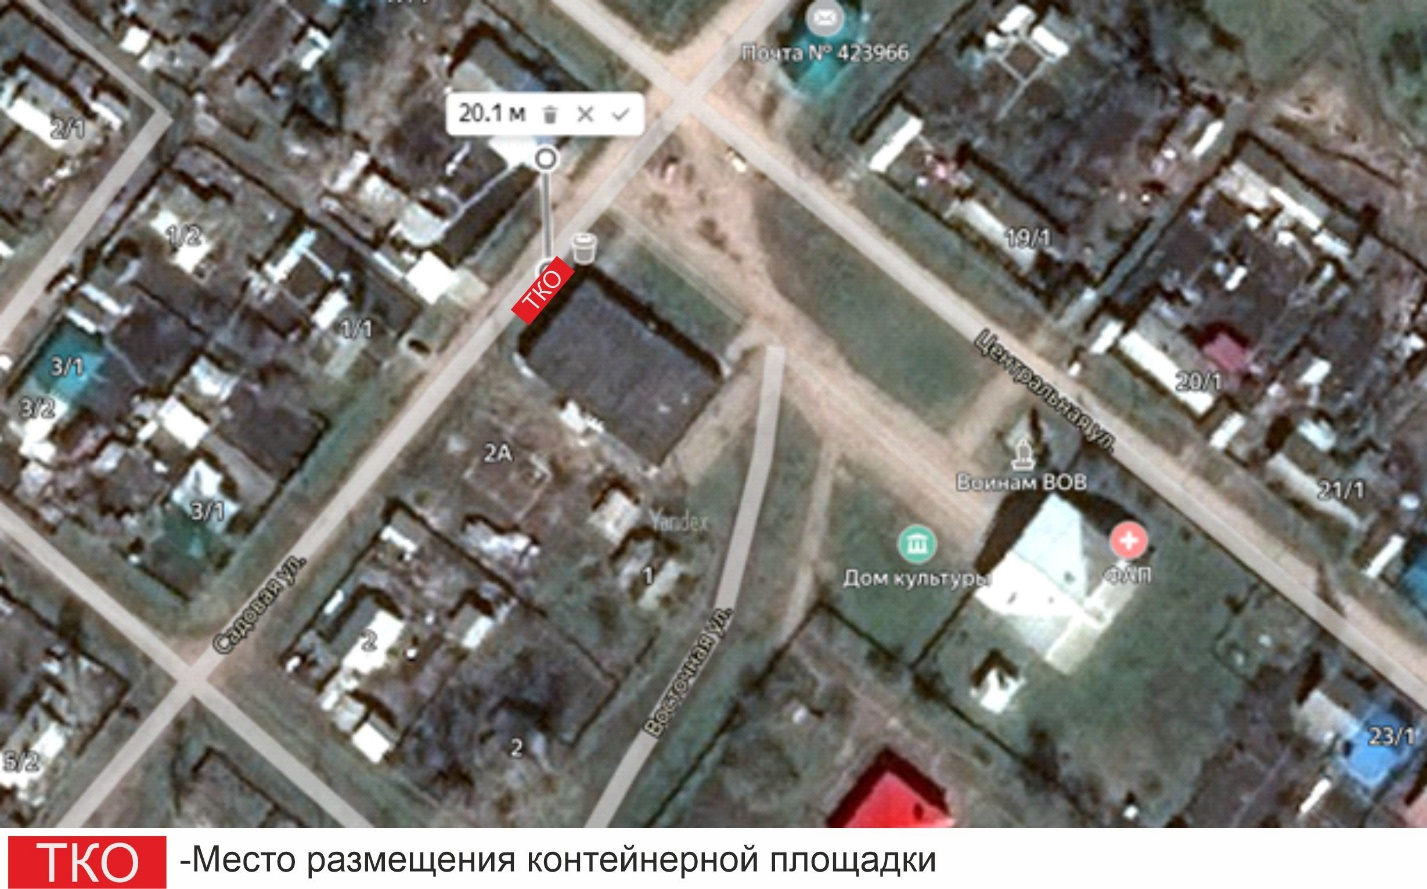 Почта № 423966
20.1 м
2/1
1/2
19/1
1/1
ТКО
3/1
3/2
20/1
Центральная ул.
2А
Воинам ВОВ
21/1
3/1
Yandex
Дом культуры
ФАП
1
Садовая ул.
2
Восточная ул.
2
23/1
5/2
ТКО -Место размещения контейнерной площадки